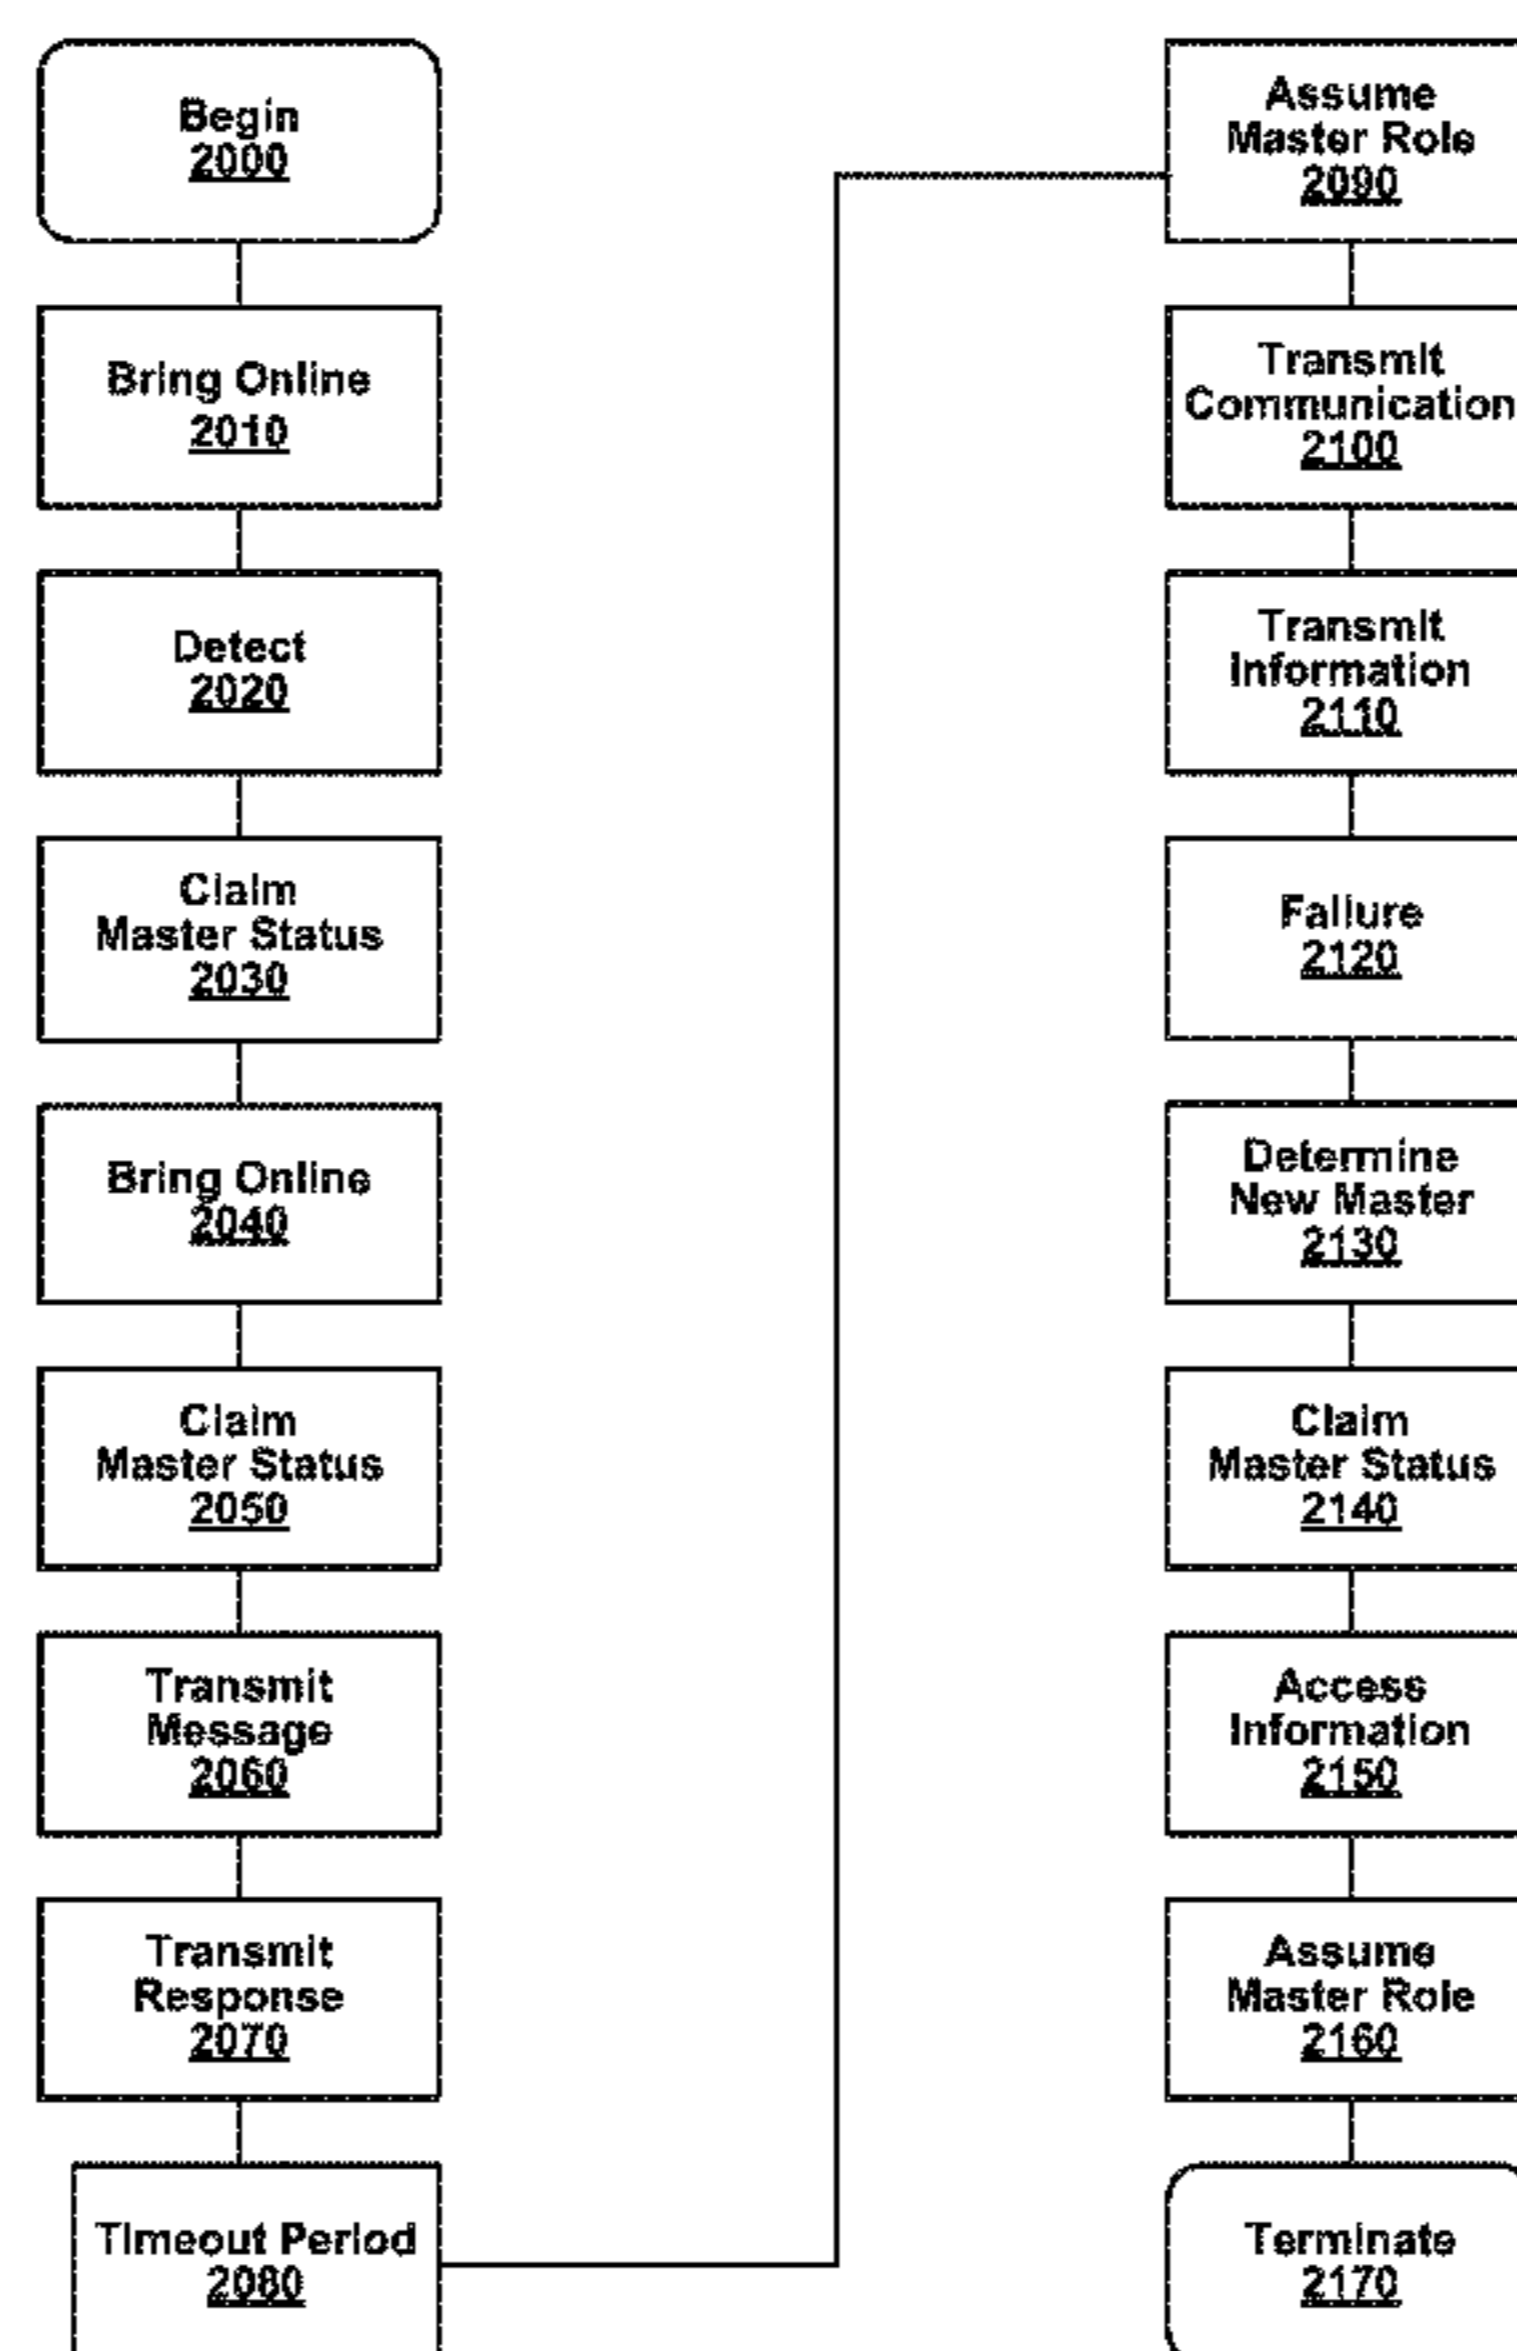 Begin
2000
Bring Online
2010
Detect
2020
Claim
Master Status
2030
Bring Online
2040
Claim
Master Status
2050
Transmit
Message
2060
Transmit
Response
2070
Timeout Period
2080
Assume
Master Role
2090
Transmit
Communication
2100
Transmit
Information
2110
Failure
2120
Determine
New Master
2130
Claim
Master Status
2140
Access
Information
2150
Assume
Master Role
2160
Terminate
2170